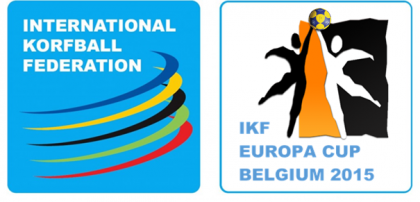 INTERNATIONAL
KORFBALL
FEDERATION
IKF
EUROPA CUP
BELGIUM 2015